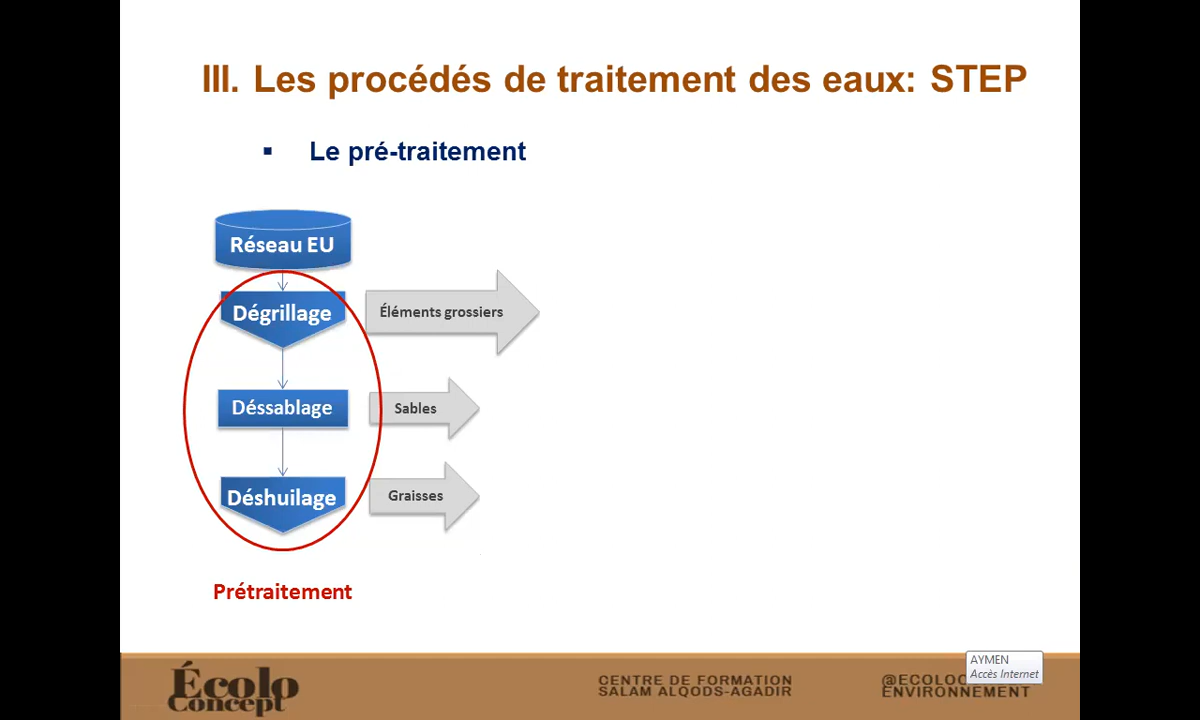 III. Les procédés de traitement des eaux: STEP
▪ Le pré-traitement
Réseau EU
Dégrillage
Éléments grossiers
Déssablage
Sables
Déshuilage
Graisses
Prétraitement
Écolo
Concept
CENTRE DE FORMATION
SALAM ALQODS-AGADIR
ENVIRONNEMENT
AYMEN
Accès Internet